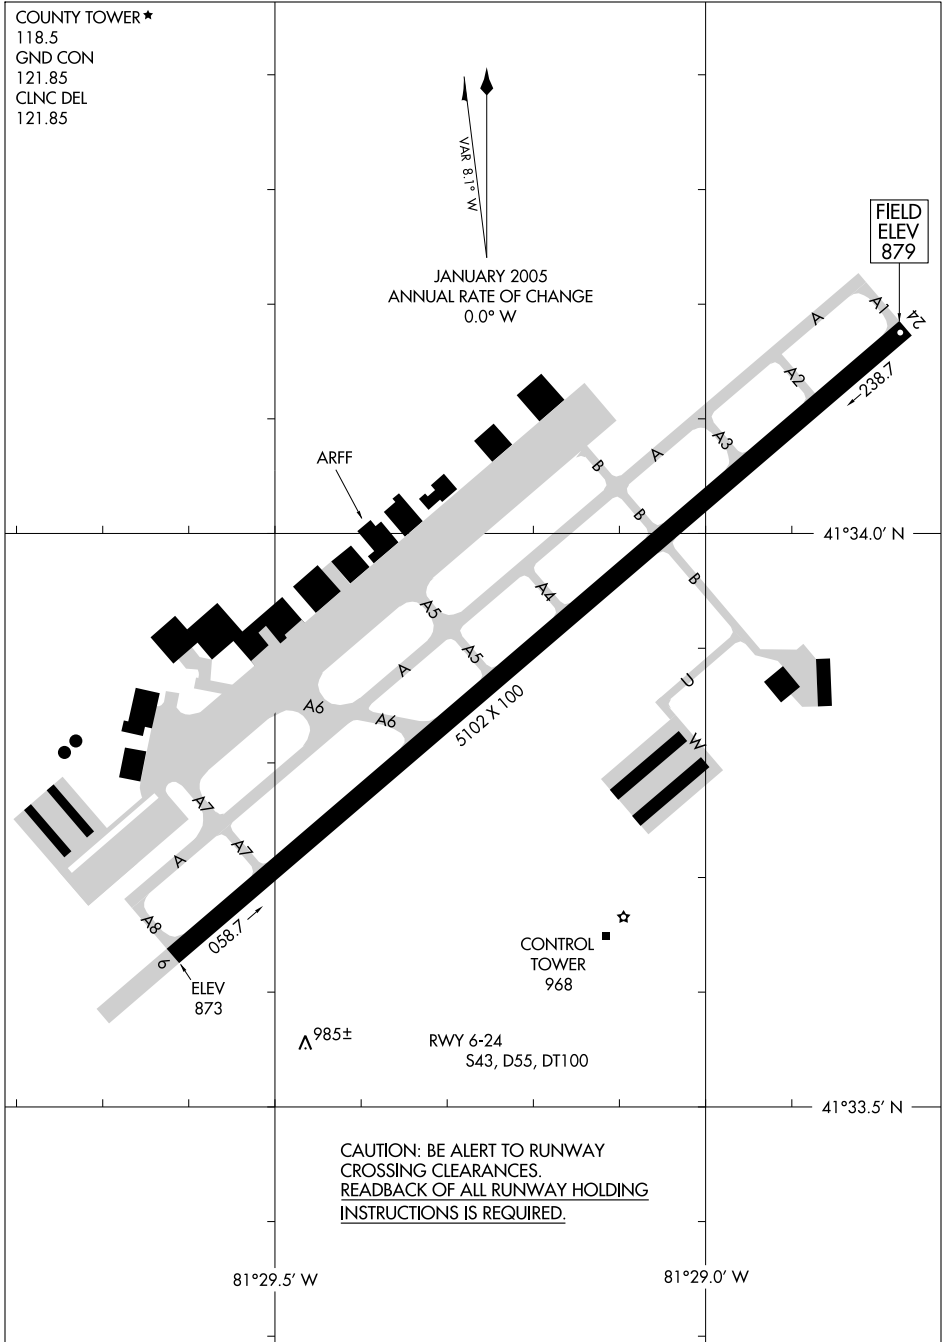 COUNTY TOWER★
118.5
GND CON
121.85
CLNC DEL
121.85
VAR 8.1° W
JANUARY 2005
ANNUAL RATE OF CHANGE
0.0° W
FIELD
ELEV
879
A1
24
A
A2
238.7
A3
A
B
ARFF
B
41°34.0' N
B
A4
A5
A5
A
U
A6
A6
5102 X 100
W
A7
A7
A
A8
058.7
6
ELEV
873
CONTROL
TOWER
968
985±
RWY 6-24
S43, D55, DT100
41°33.5' N
CAUTION: BE ALERT TO RUNWAY
CROSSING CLEARANCES.
READBACK OF ALL RUNWAY HOLDING
INSTRUCTIONS IS REQUIRED.
81°29.5' W
81°29.0' W